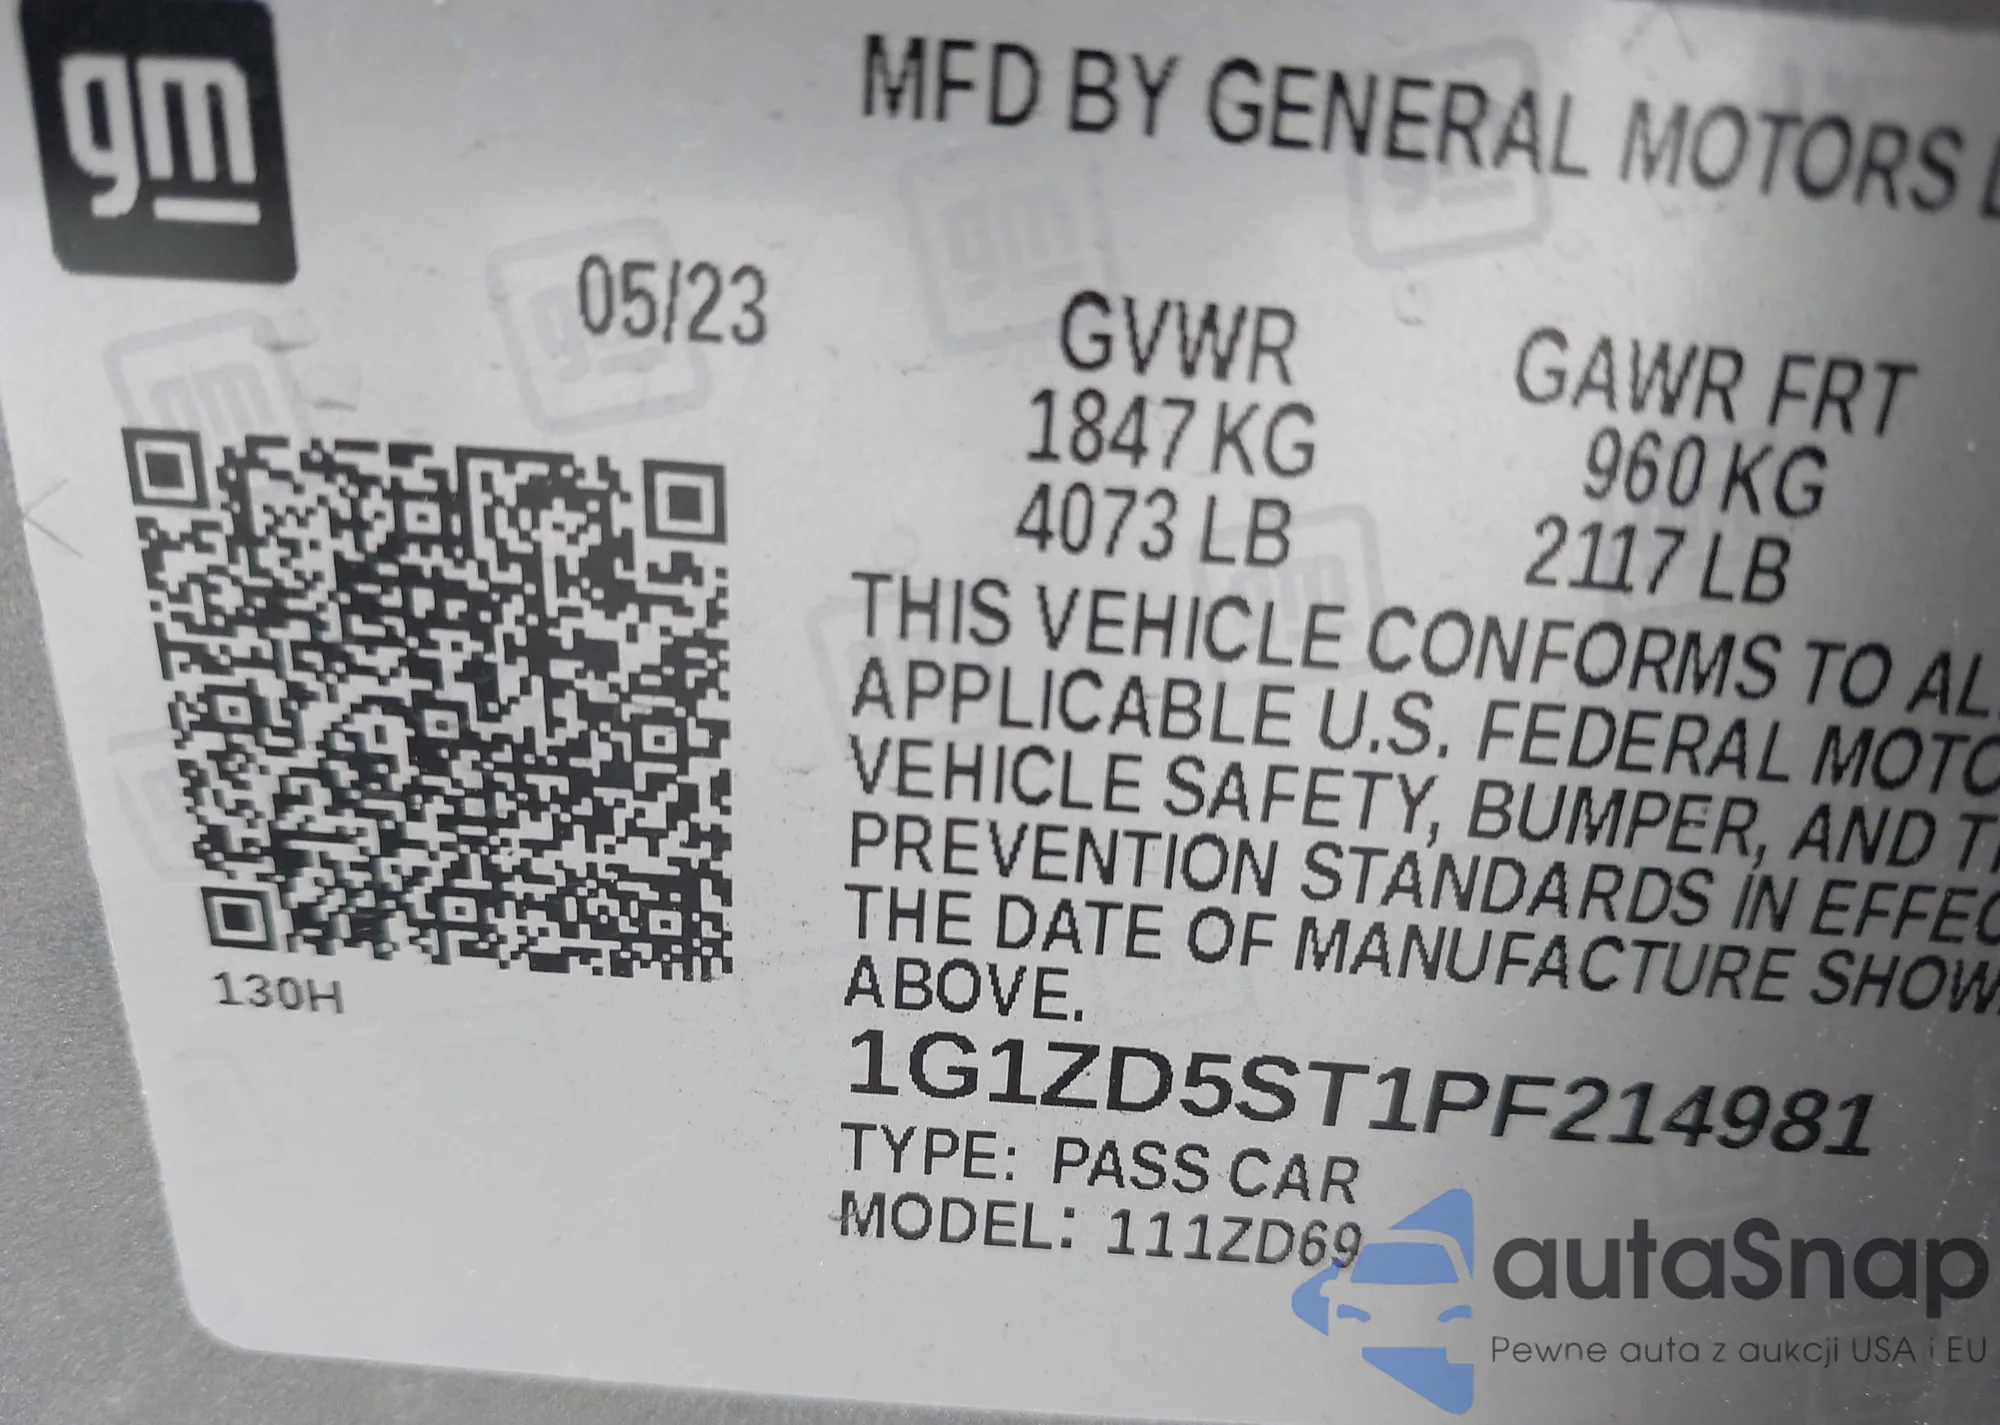 gm
MFD BY GENERAL MOTORS
05/23
GVWR
1847 KG
4073 LB
GAWR FRT
960 KG
2117 LB
THIS VEHICLE CONFORMS TO AL
APPLICABLE U.S. FEDERAL MOTO
VEHICLE SAFETY, BUMPER, AND T
PREVENTION STANDARDS IN EFFEC
THE DATE OF MANUFACTURE SHOW
ABOVE.
130H
1G1ZD5ST1PF214981
TYPE: PASS CAR
MODEL: 111ZD69
autaSnap
Pewne auta z aukcji USA i EU